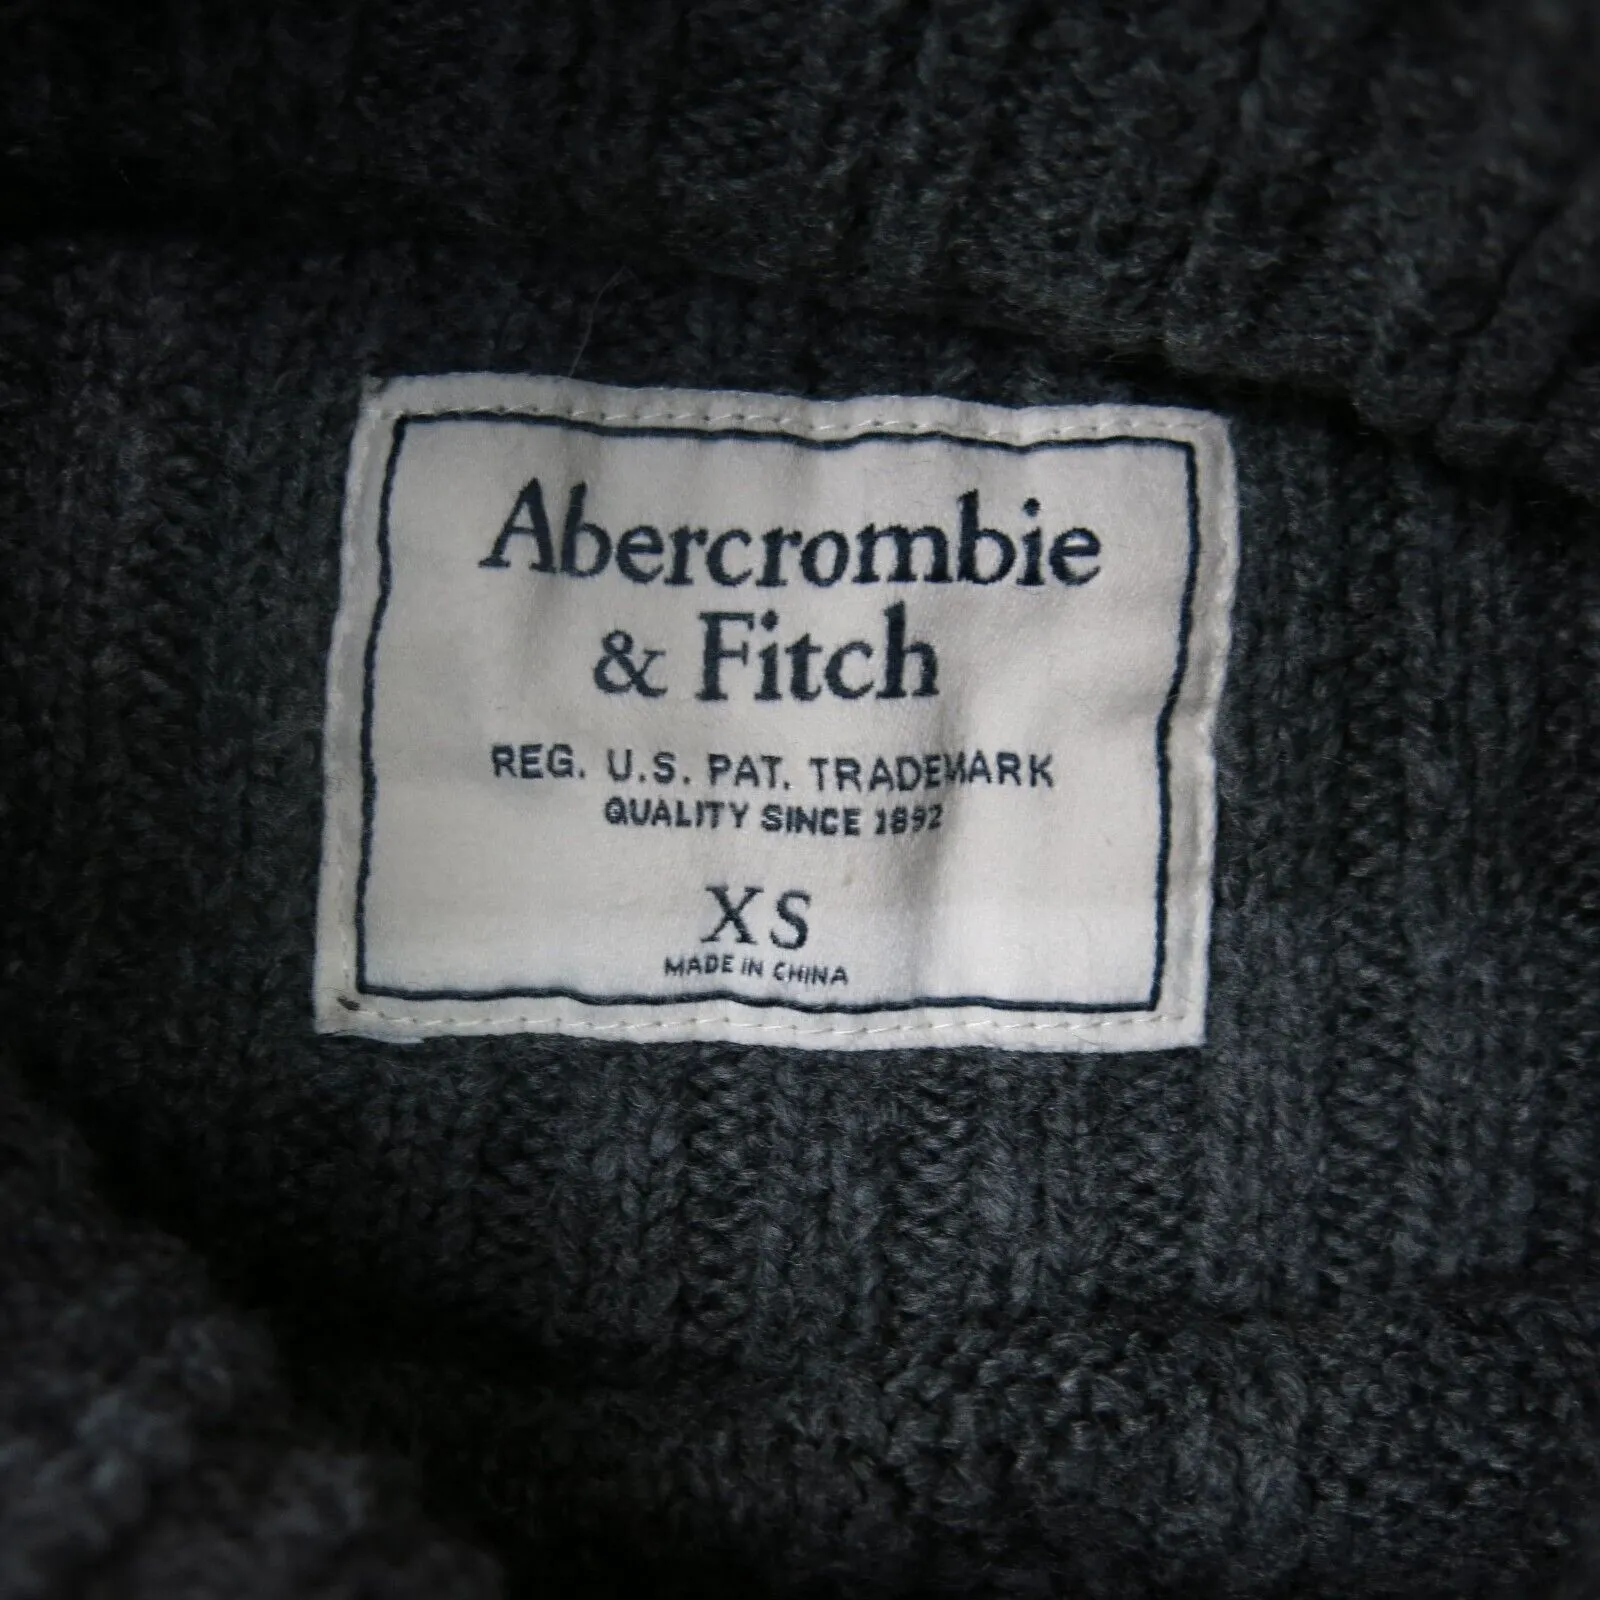 Abercrombie
& Fitch
REG. U.S. PAT. TRADEMARK
QUALITY SINCE 1892
XS
MADE IN CHINA